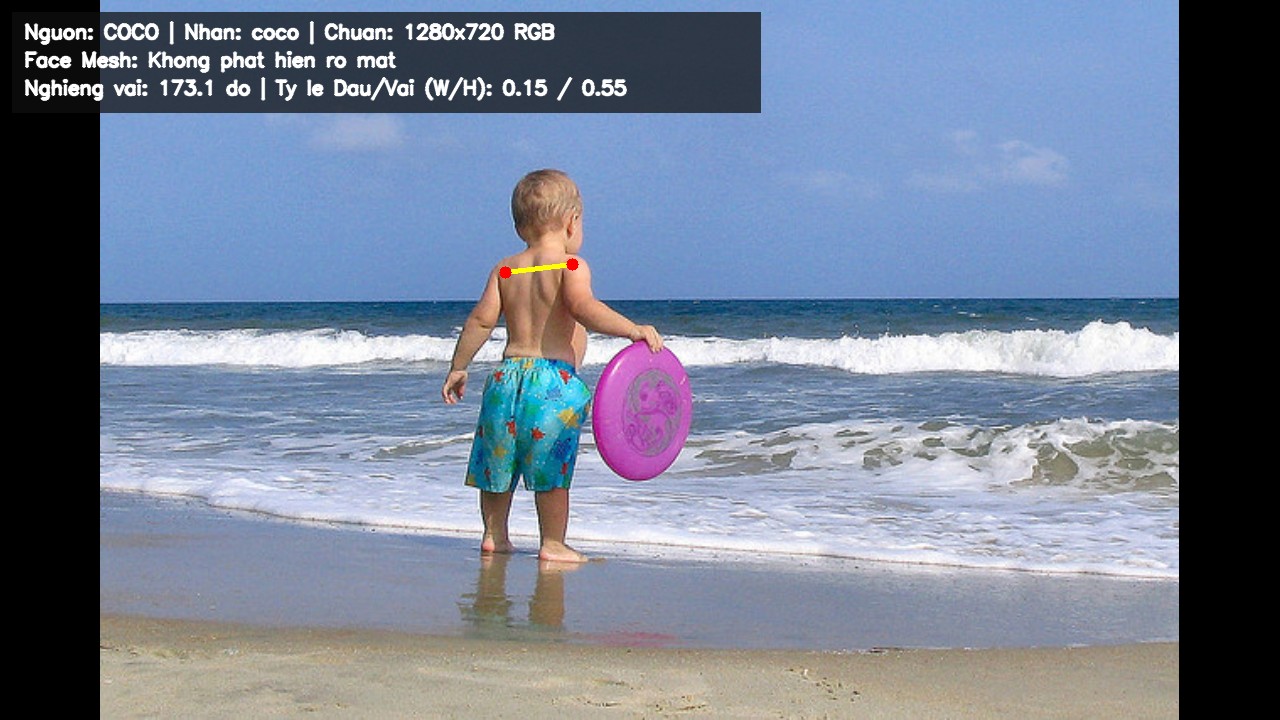 Nguon: COCO | Nhan: coco | Chuan: 1280x720 RGB
Face Mesh: Khong phat hien ro mat
Nghieng vai: 173.1 do | Ty le Dau/Vai (W/H): 0.15 / 0.55